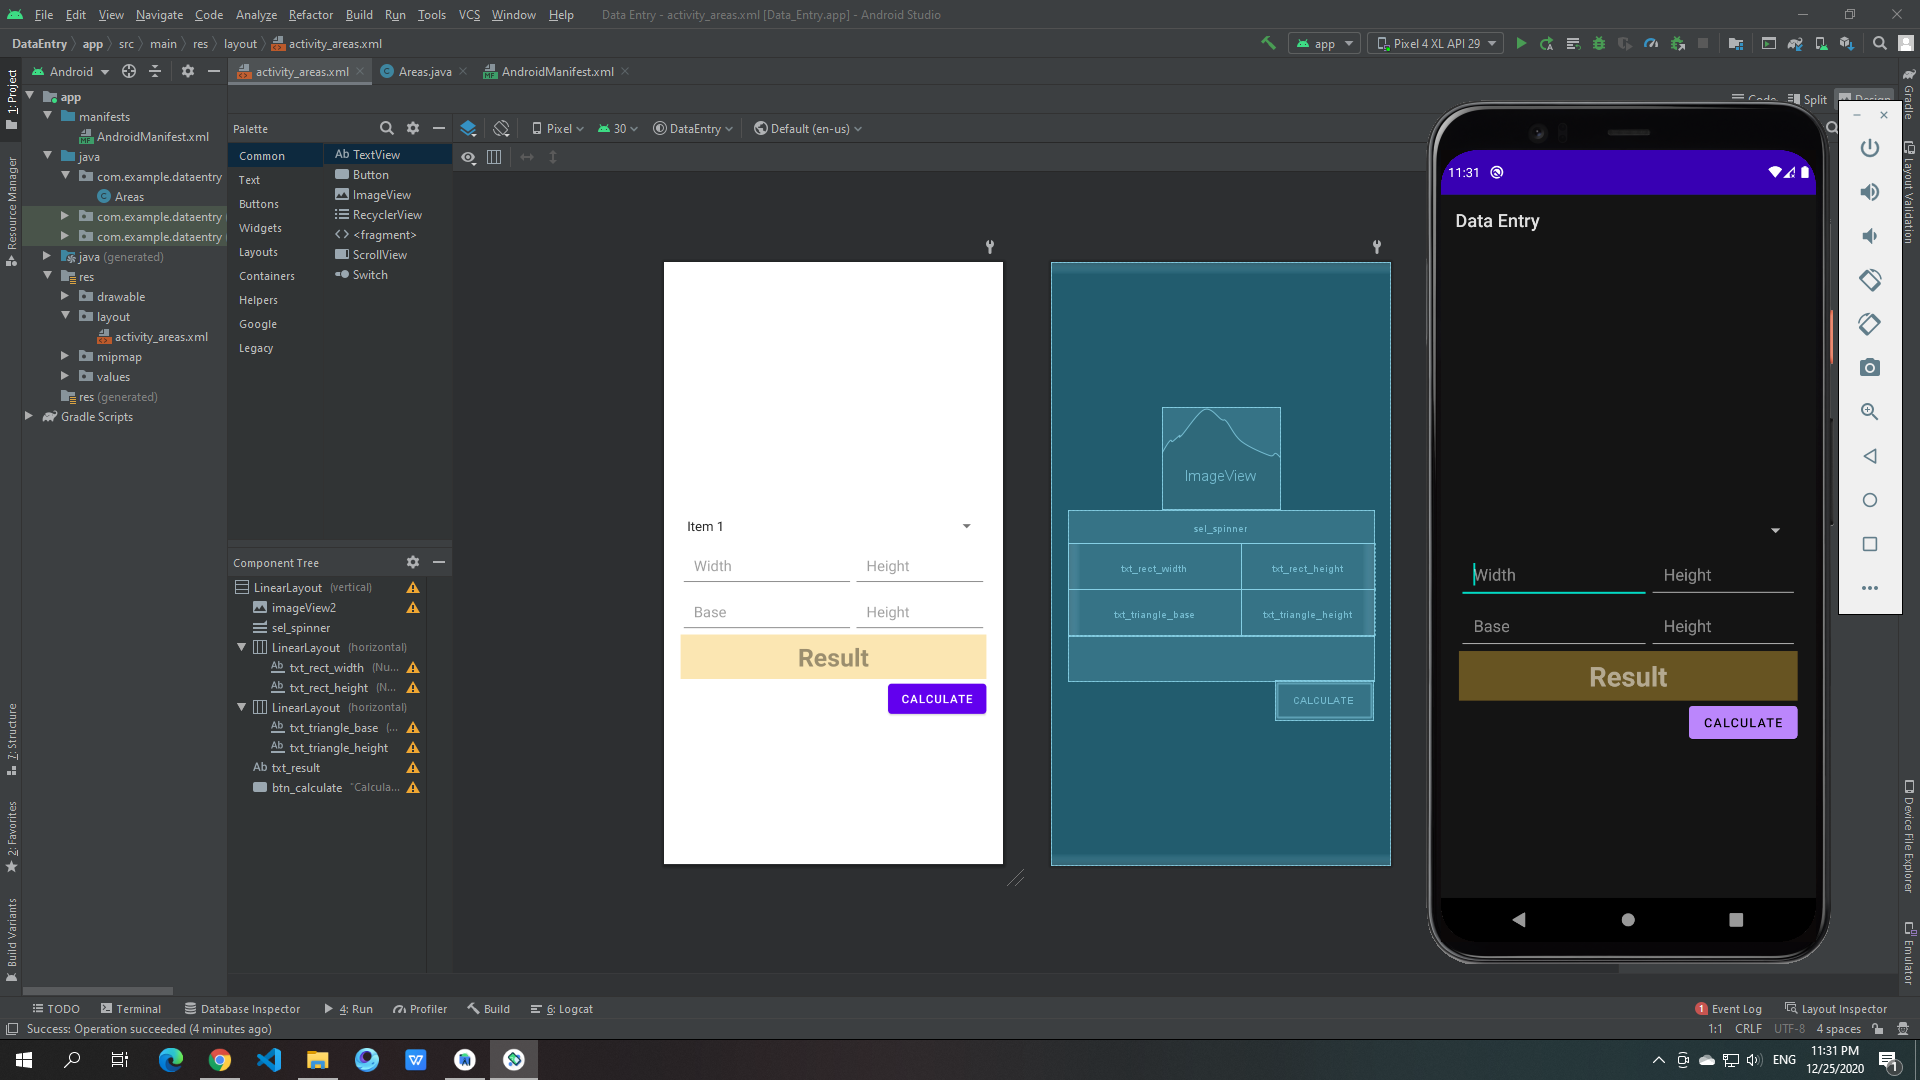 File Edit View Navigate Code Analyze Refactor Build Run Tools VCS Window Help Data Entry - activity_areas.xml [Data_Entry.app] - Android Studio
DataEntry app src main res layout activity_areas.xml
app Pixel 4 XL API 29
Android
activity_areas.xml Areas.java AndroidManifest.xml
Code Split Design
1: Project
Resource Manager
7: Structure
2: Favorites
Build Variants
app
manifests
AndroidManifest.xml
java
com.example.dataentry
Areas
com.example.dataentry
com.example.dataentry
java (generated)
res
drawable
layout
activity_areas.xml
mipmap
values
res (generated)
Gradle Scripts
Palette
Common
Text
Buttons
Widgets
Layouts
Containers
Helpers
Google
Legacy
Ab TextView
Button
ImageView
RecyclerView
<fragment>
ScrollView
Switch
Pixel 30 DataEntry Default (en-us)
Component Tree
LinearLayout (vertical)
imageView2
sel_spinner
LinearLayout (horizontal)
Ab txt_rect_width (Nu...
Ab txt_rect_height (N...
LinearLayout (horizontal)
Ab txt_triangle_base (...
Ab txt_triangle_height
Ab txt_result
btn_calculate "Calcula...
Item 1
Width Height
Base Height
Result
CALCULATE
ImageView
sel_spinner
txt_rect_width txt_rect_height
txt_triangle_base txt_triangle_height
CALCULATE
11:31
Data Entry
Width Height
Base Height
Result
CALCULATE
Gradle
Layout Validation
Device File Explorer
Emulator
TODO Terminal Database Inspector 4: Run Profiler Build 6: Logcat
1 Event Log Layout Inspector
Success: Operation succeeded (4 minutes ago)
1:1 CRLF UTF-8 4 spaces
ENG
11:31 PM
12/25/2020
1